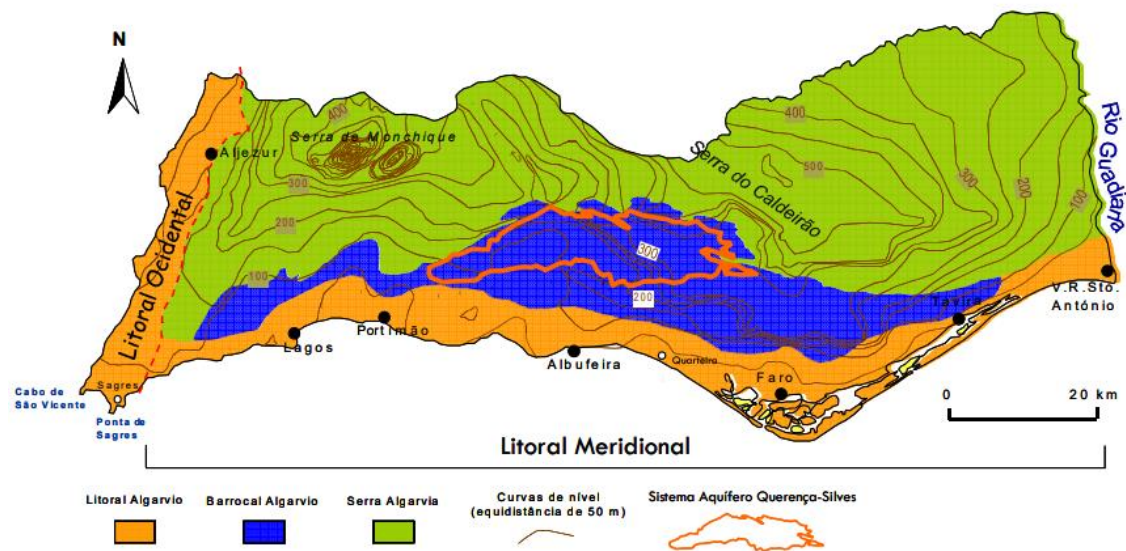 N
400
Serra de Monchique
Aljezur
300
200
100
Litoral Ocidental
Serra do Caldeirão
400
500
300
200
100
Rio Guradiana
300
200
Lagos
Portimão
Albufeira
Quarteira
Faro
Tavira
V.R.Sto.
António
Sagres
Cabo de
São Vicente
Ponta de
Sagres
0 20 km
Litoral Meridional
Litoral Algarvio
Barrocal Algarvio
Serra Algarvia
Curvas de nível
(equidistância de 50 m)
Sistema Aquífero Querença-Silves